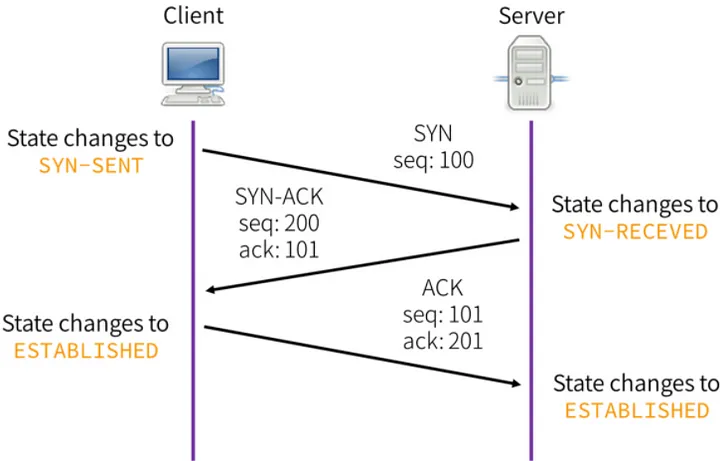 Client
Server
State changes to
SYN-SENT
SYN
seq: 100
SYN-ACK
seq: 200
ack: 101
State changes to
SYN-RECEVED
State changes to
ESTABLISHED
ACK
seq: 101
ack: 201
State changes to
ESTABLISHED